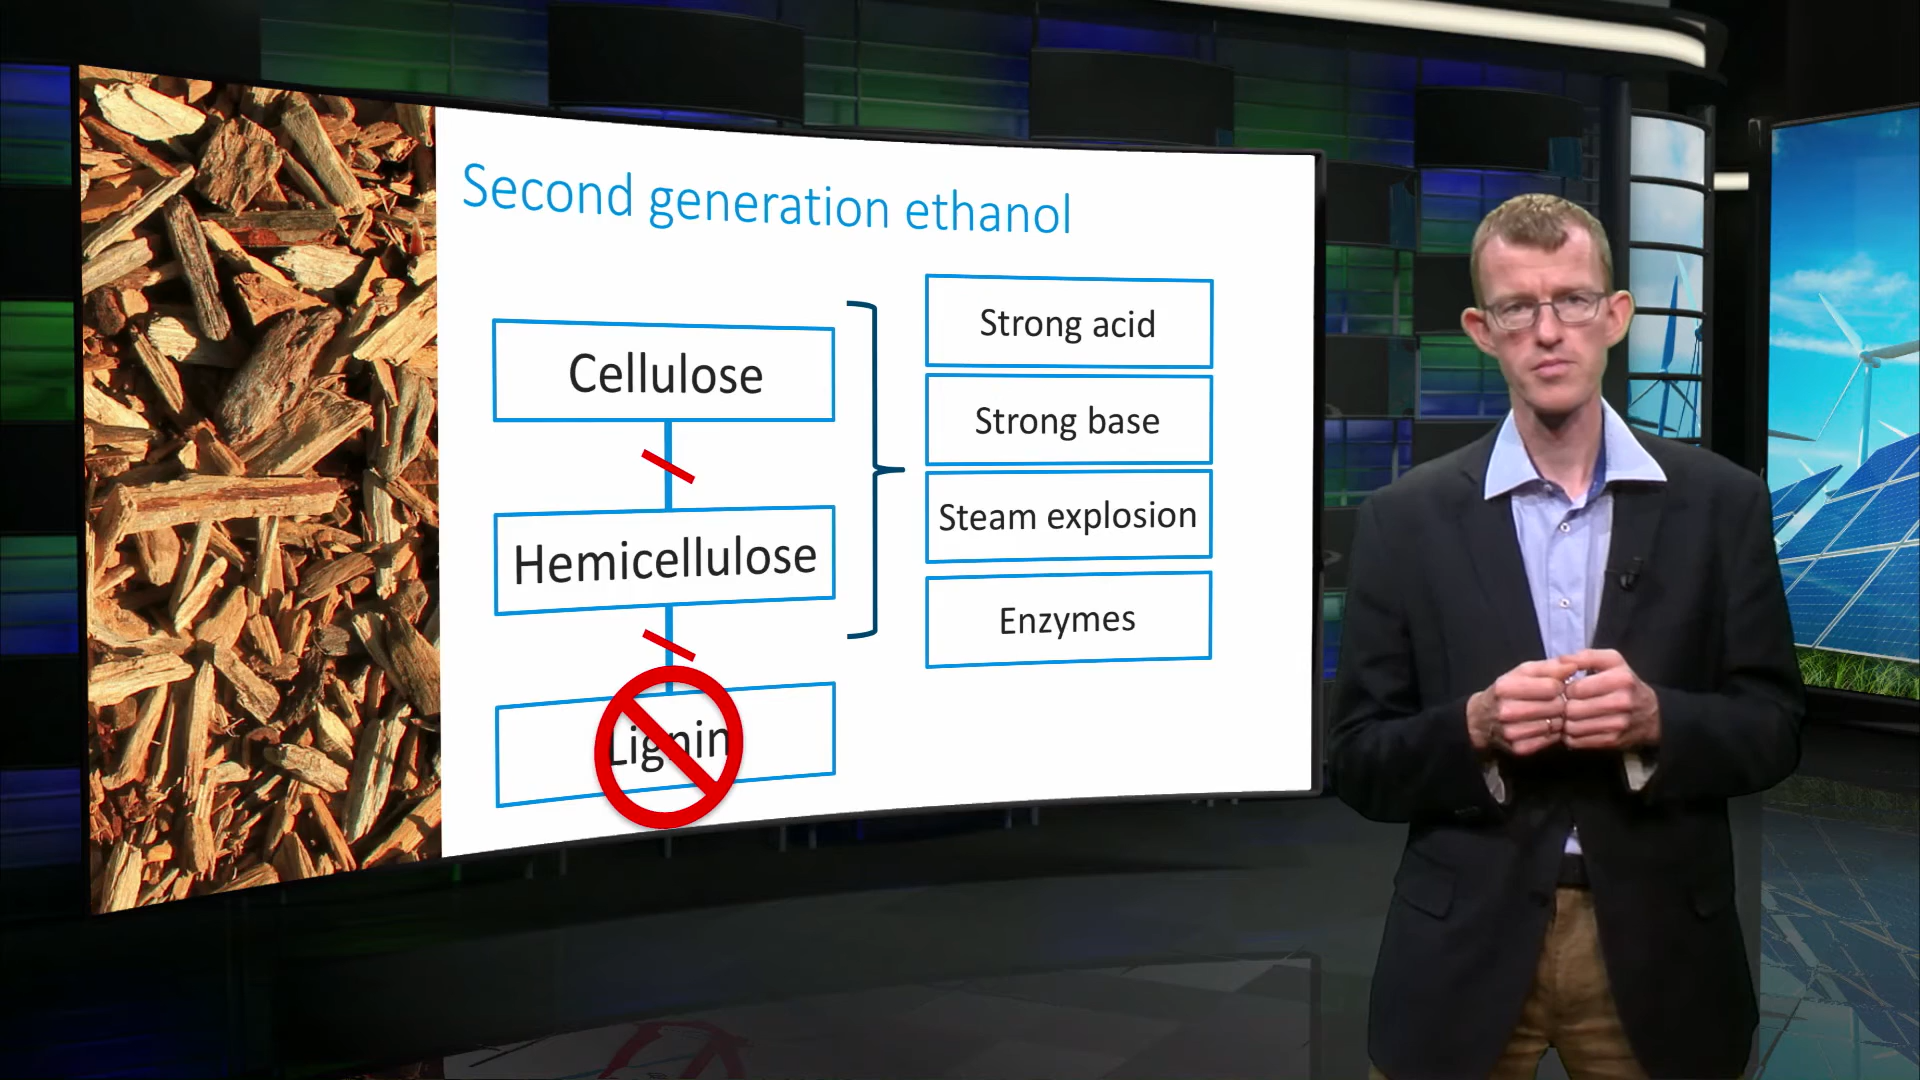 Second generation ethanol
Cellulose
Hemicellulose
Lignin
Strong acid
Strong base
Steam explosion
Enzymes